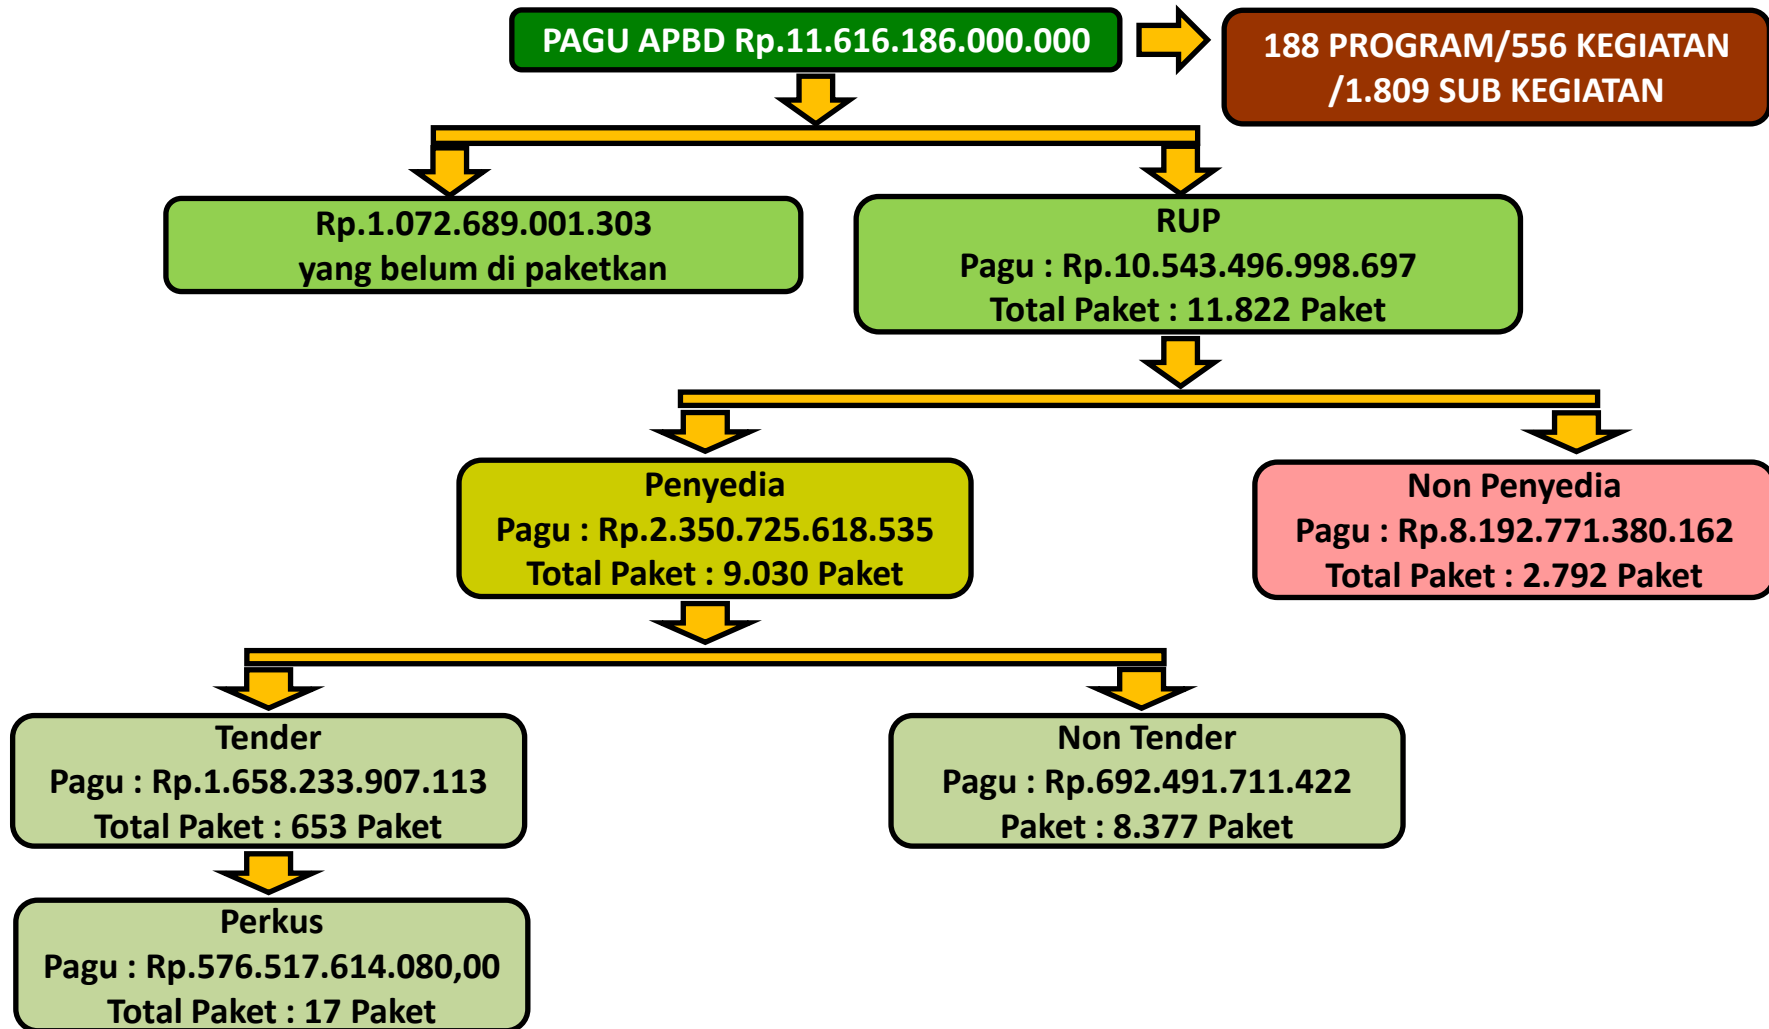 PAGU APBD Rp.11.616.186.000.000
188 PROGRAM/556 KEGIATAN
/1.809 SUB KEGIATAN
Rp.1.072.689.001.303
yang belum di paketkan
RUP
Pagu : Rp.10.543.496.998.697
Total Paket : 11.822 Paket
Penyedia
Pagu : Rp.2.350.725.618.535
Total Paket : 9.030 Paket
Non Penyedia
Pagu : Rp.8.192.771.380.162
Total Paket : 2.792 Paket
Tender
Pagu : Rp.1.658.233.907.113
Total Paket : 653 Paket
Non Tender
Pagu : Rp.692.491.711.422
Paket : 8.377 Paket
Perkus
Pagu : Rp.576.517.614.080,00
Total Paket : 17 Paket